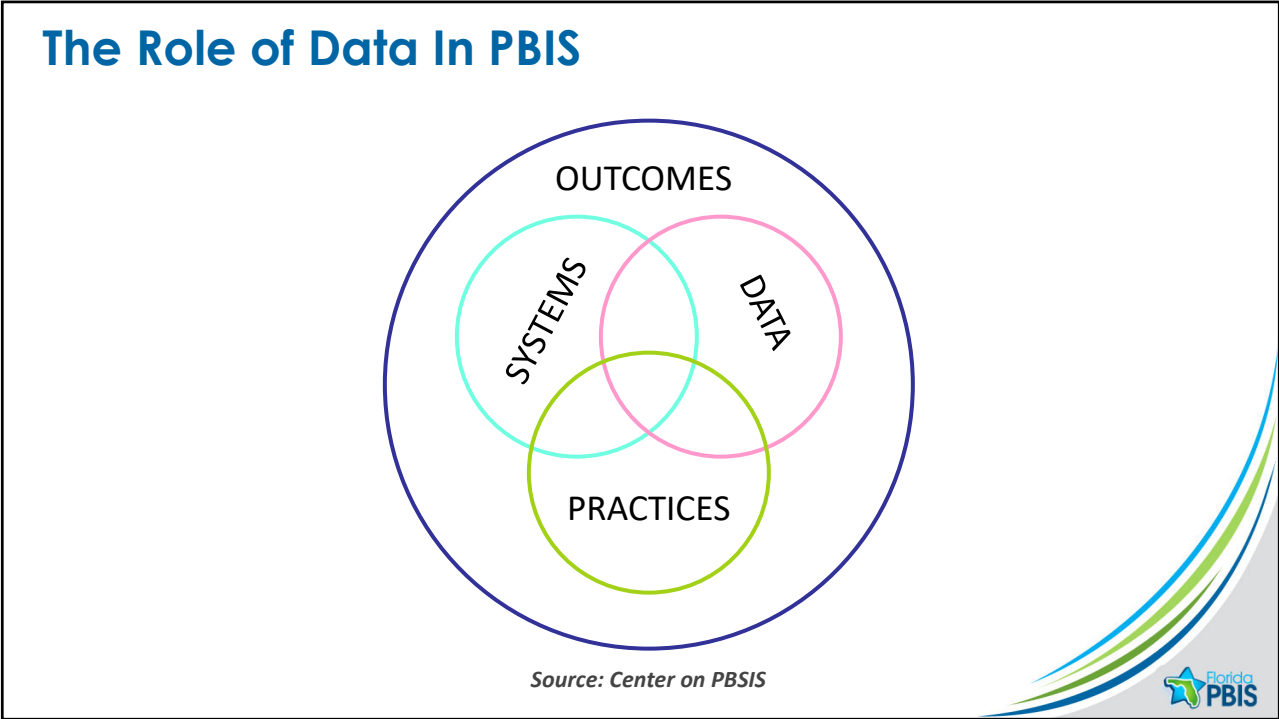 The Role of Data In PBIS
OUTCOMES
SYSTEMS
DATA
PRACTICES
Source: Center on PBSIS
Florida
PBIS